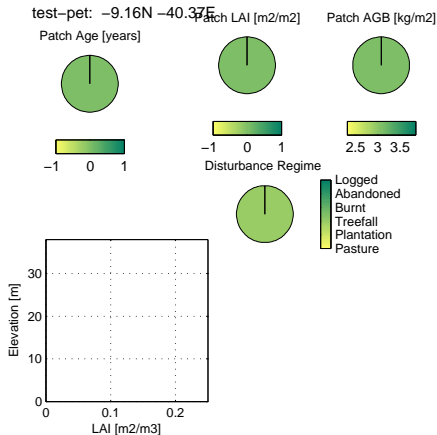 test-pet: -9.16N -40.37E
Patch Age [years]
Patch LAI [m2/m2]
Patch AGB [kg/m2]
-1 0 1
-1 0 1
2.5 3 3.5
Disturbance Regime
Logged
Abandoned
Burnt
Treefall
Plantation
Pasture
Elevation [m]
30
20
10
0
0 0.1 0.2
LAI [m2/m3]